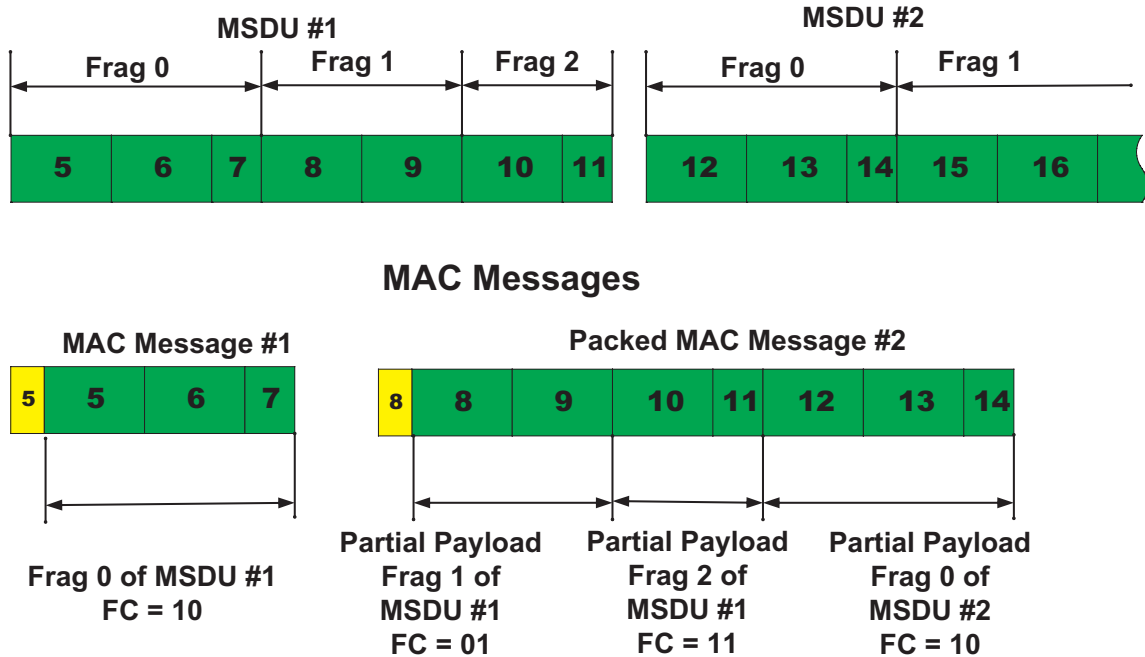 MSDU #1
MSDU #2
Frag 0
Frag 1
Frag 2
Frag 0
Frag 1
5 6 7 8 9 10 11
12 13 14 15 16
MAC Messages
MAC Message #1
Packed MAC Message #2
5 5 6 7
8 8 9 10 11 12 13 14
Frag 0 of MSDU #1
FC = 10
Partial Payload
Frag 1 of
MSDU #1
FC = 01
Partial Payload
Frag 2 of
MSDU #1
FC = 11
Partial Payload
Frag 0 of
MSDU #2
FC = 10